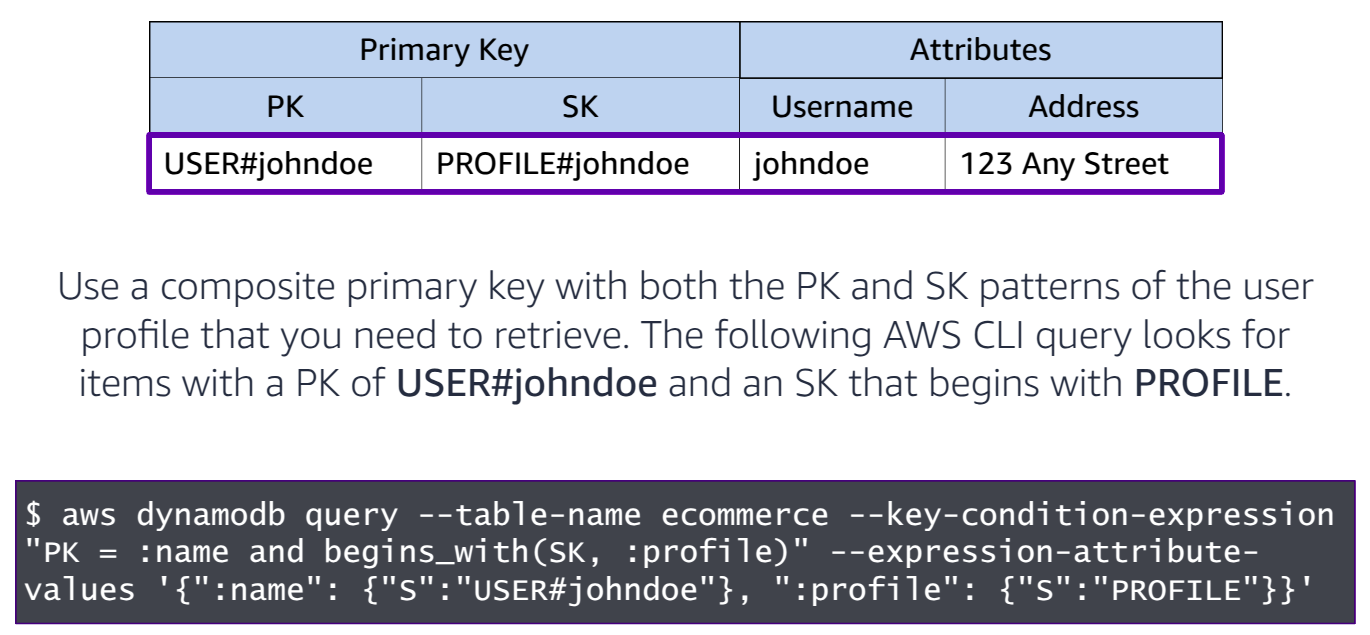 Primary Key Attributes
PK SK Username Address
USER#johndoe PROFILE#johndoe johndoe 123 Any Street
Use a composite primary key with both the PK and SK patterns of the user
profile that you need to retrieve. The following AWS CLI query looks for
items with a PK of USER#johndoe and an SK that begins with PROFILE.
$ aws dynamodb query --table-name ecommerce --key-condition-expression
"PK = :name and begins_with(SK, :profile)" --expression-attribute-
values '{":name": {"S":"USER#johndoe"}, ":profile": {"S":"PROFILE"}}'